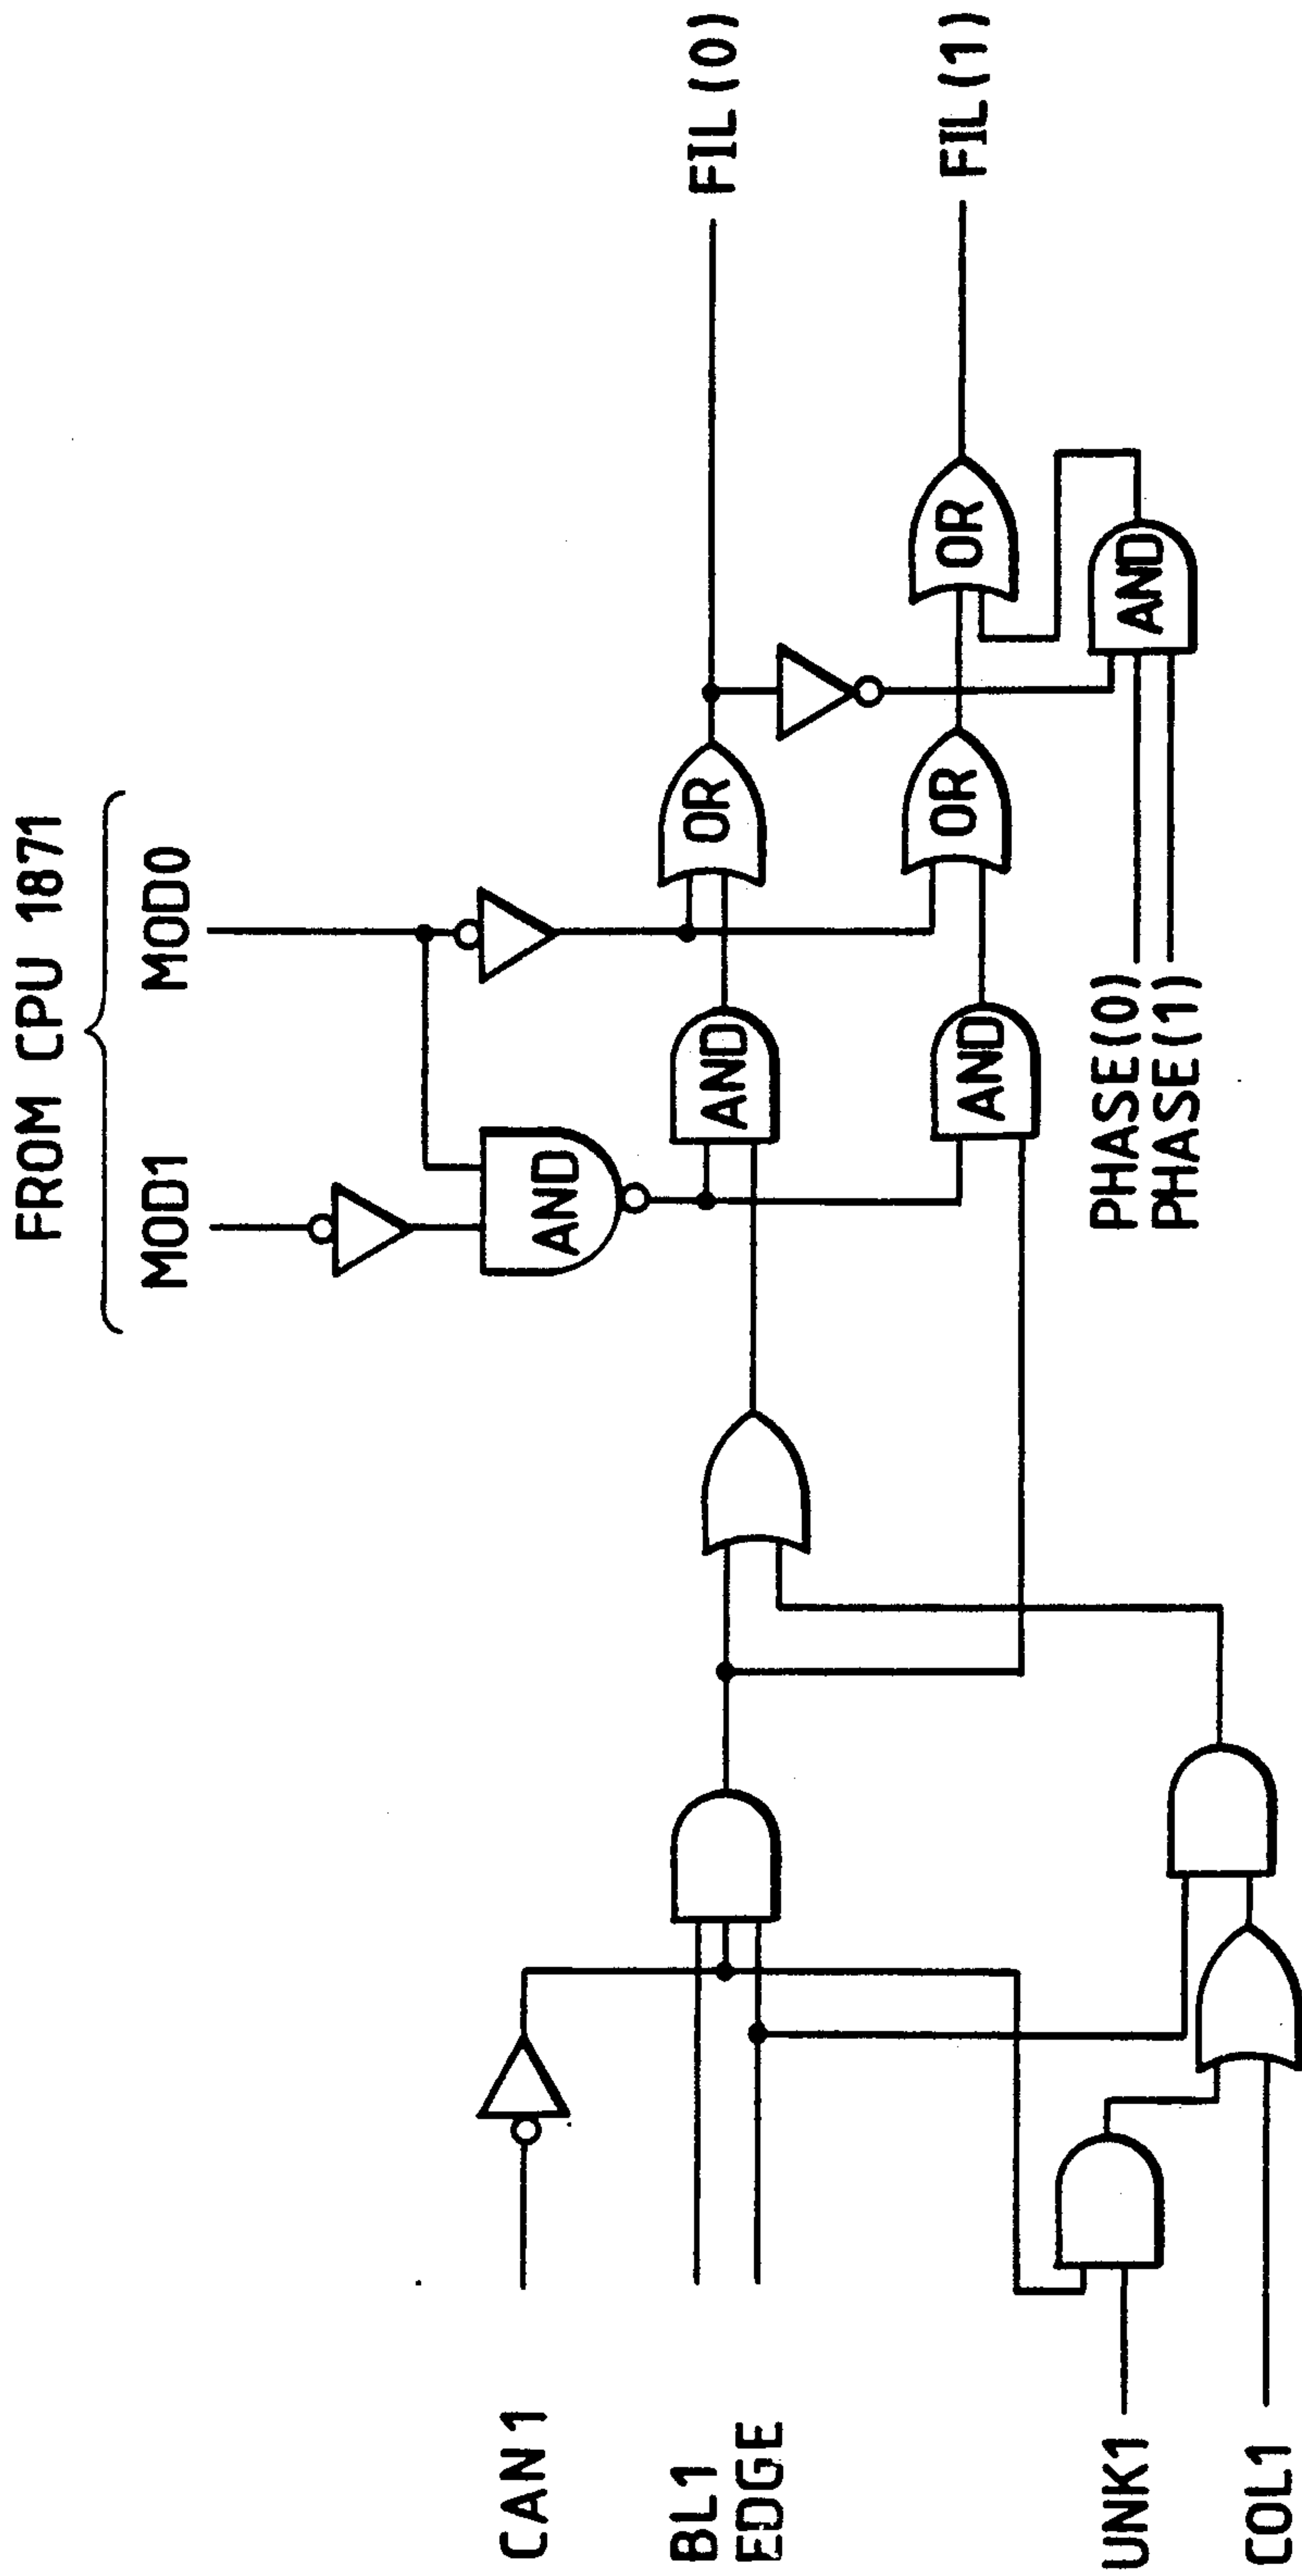 FROM CPU 1871
MOD1
MOD0
CAN1
BL1
EDGE
UNK1
COL1
AND
AND
AND
OR
OR
OR
AND
PHASE(0)
PHASE(1)
FIL(0)
FIL(1)